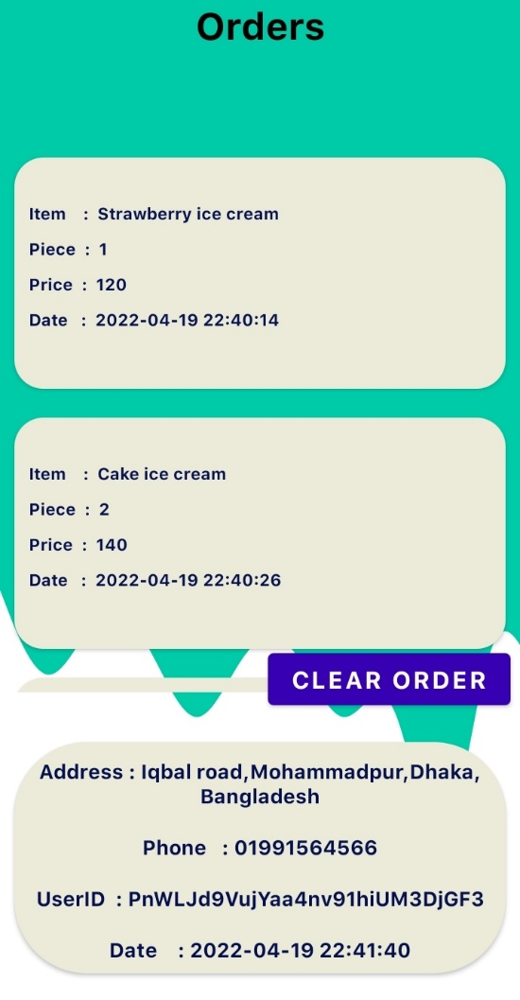 Orders
Item : Strawberry ice cream
Piece : 1
Price : 120
Date : 2022-04-19 22:40:14
Item : Cake ice cream
Piece : 2
Price : 140
Date : 2022-04-19 22:40:26
CLEAR ORDER
Address : Iqbal road,Mohammadpur,Dhaka,
Bangladesh
Phone : 01991564566
UserID : PnWLJd9VujYaa4nv91hiUM3DjGF3
Date : 2022-04-19 22:41:40